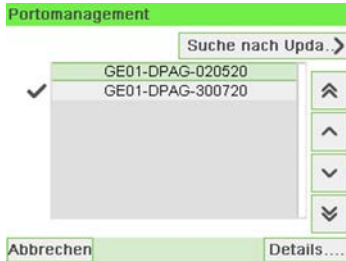 Portomanagement
Suche nach Upda..
GE01-DPAG-020520
GE01-DPAG-300720
Abbrechen
Details....